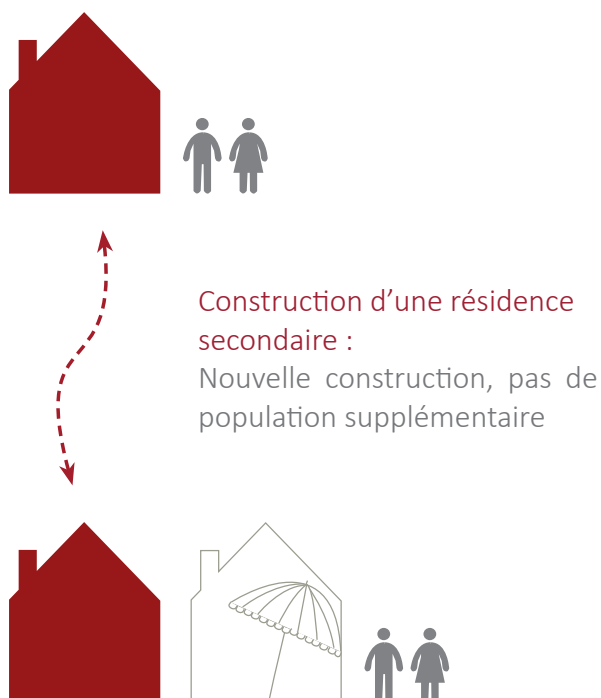 Construction d’une résidence
secondaire :
Nouvelle construction, pas de
population supplémentaire